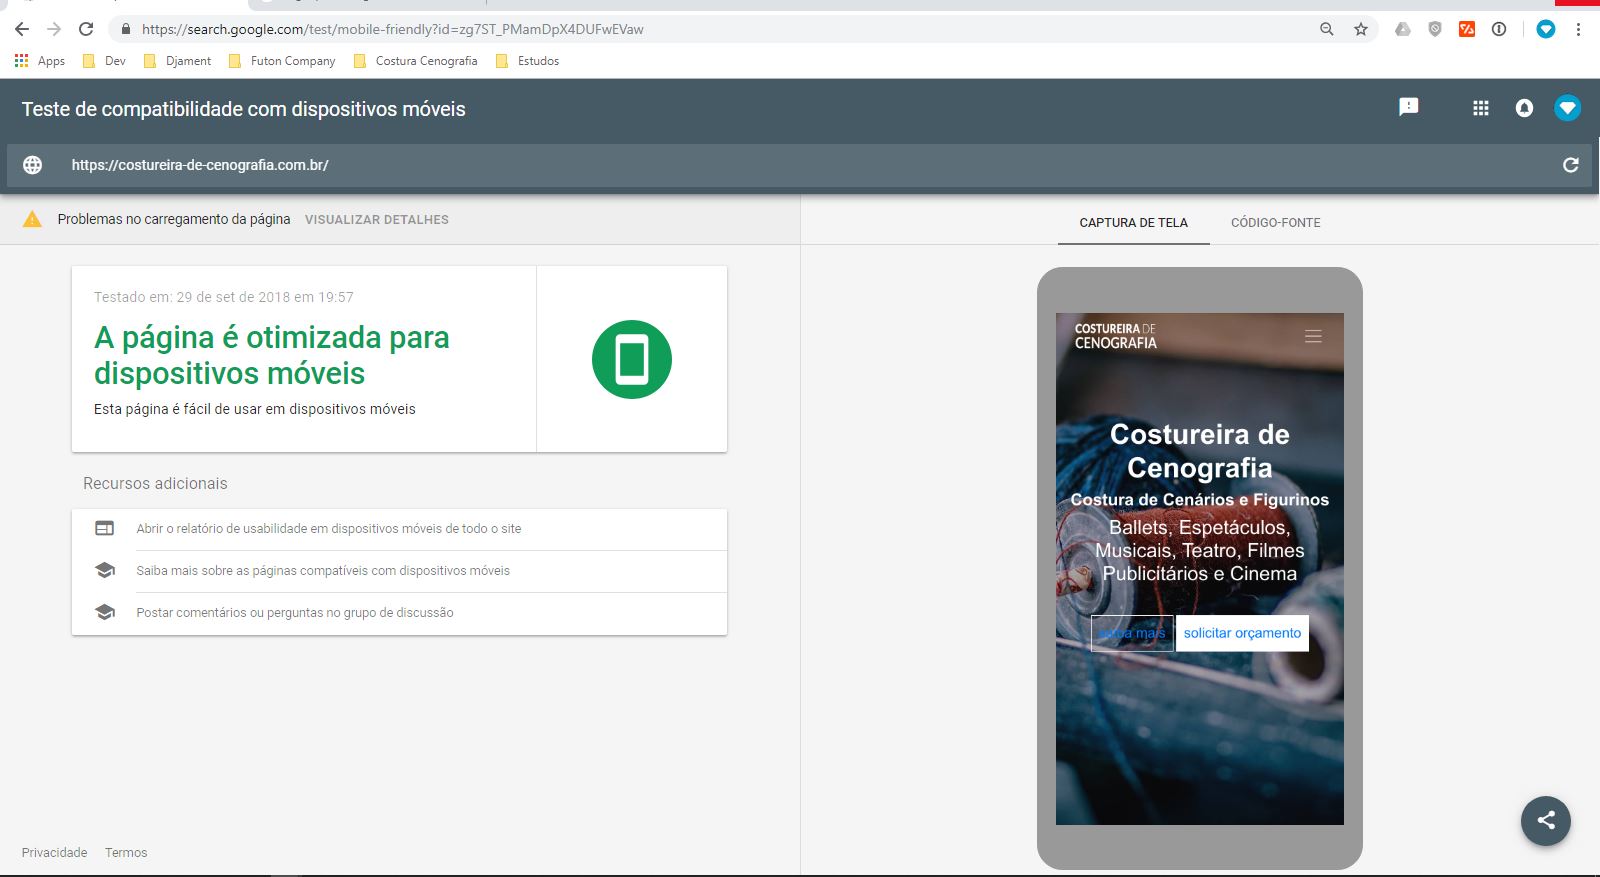 https://search.google.com/test/mobile-friendly?id=zg7ST_PMamDpX4DUFwEVaw
Apps Dev Djament Futon Company Costura Cenografia Estudos
Teste de compatibilidade com dispositivos móveis
https://costureira-de-cenografia.com.br/
Problemas no carregamento da página VISUALIZAR DETALHES
CAPTURA DE TELA CÓDIGO-FONTE
Testado em: 29 de set de 2018 em 19:57
A página é otimizada para
dispositivos móveis
Esta página é fácil de usar em dispositivos móveis
Recursos adicionais
Abrir o relatório de usabilidade em dispositivos móveis de todo o site
Saiba mais sobre as páginas compatíveis com dispositivos móveis
Postar comentários ou perguntas no grupo de discussão
COSTUREIRA DE
CENOGRAFIA
Costureira de
Cenografia
Costura de Cenários e Figurinos
Ballets, Espetáculos,
Musicais, Teatro, Filmes
Publicitários e Cinema
saiba mais solicitar orçamento
Privacidade Termos